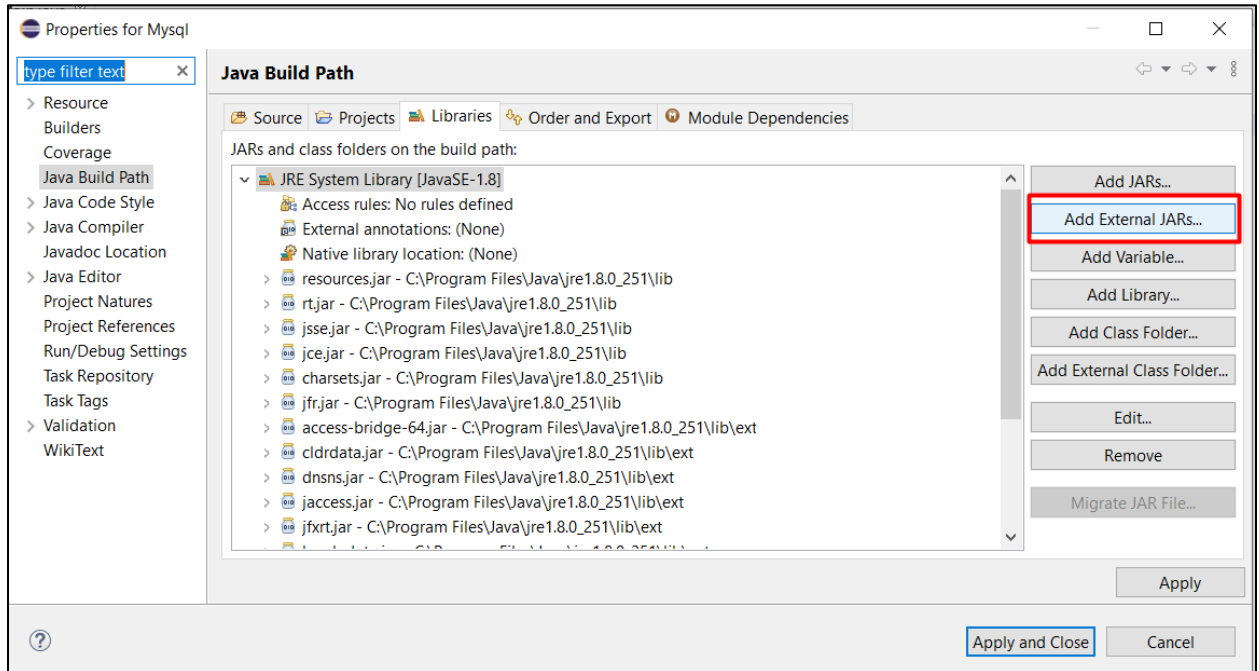 Properties for Mysql
type filter text
Java Build Path
Resource
Builders
Coverage
Java Build Path
Java Code Style
Java Compiler
Javadoc Location
Java Editor
Project Natures
Project References
Run/Debug Settings
Task Repository
Task Tags
Validation
WikiText
Source Projects Libraries Order and Export Module Dependencies
JARs and class folders on the build path:
JRE System Library [JavaSE-1.8]
Access rules: No rules defined
External annotations: (None)
Native library location: (None)
resources.jar - C:\Program Files\Java\jre1.8.0_251\lib
rt.jar - C:\Program Files\Java\jre1.8.0_251\lib
jsse.jar - C:\Program Files\Java\jre1.8.0_251\lib
jce.jar - C:\Program Files\Java\jre1.8.0_251\lib
charsets.jar - C:\Program Files\Java\jre1.8.0_251\lib
jfr.jar - C:\Program Files\Java\jre1.8.0_251\lib
access-bridge-64.jar - C:\Program Files\Java\jre1.8.0_251\lib\ext
cldrdata.jar - C:\Program Files\Java\jre1.8.0_251\lib\ext
dnsns.jar - C:\Program Files\Java\jre1.8.0_251\lib\ext
jaccess.jar - C:\Program Files\Java\jre1.8.0_251\lib\ext
jfxrt.jar - C:\Program Files\Java\jre1.8.0_251\lib\ext
Add JARs...
Add External JARs...
Add Variable...
Add Library...
Add Class Folder...
Add External Class Folder...
Edit...
Remove
Migrate JAR File...
Apply
Apply and Close
Cancel